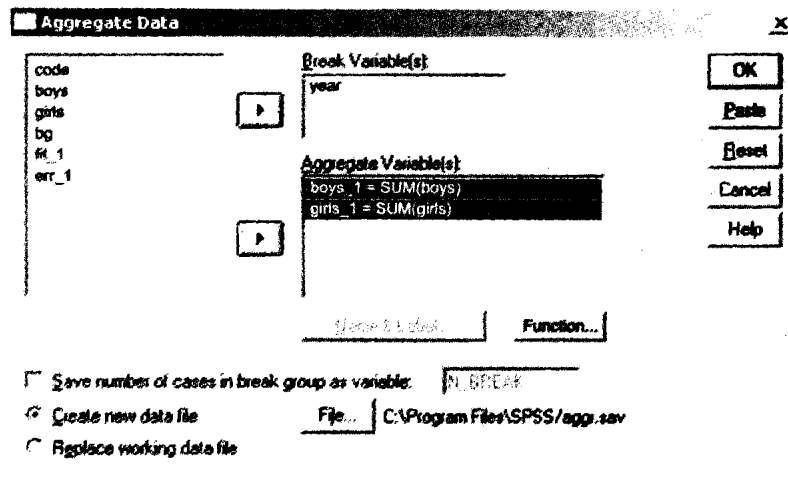 Aggregate Data
code
boys
girls
bg
fit_1
err_1
Break Variable(s):
year
Aggregate Variable(s):
boys_1 = SUM(boys)
girls_1 = SUM(girls)
Name & Label...
Function...
OK
Paste
Reset
Cancel
Help
Save number of cases in break group as variable:
N_BREAK
Create new data file
File...
C:\Program Files\SPSS/aggr.sav
Replace working data file